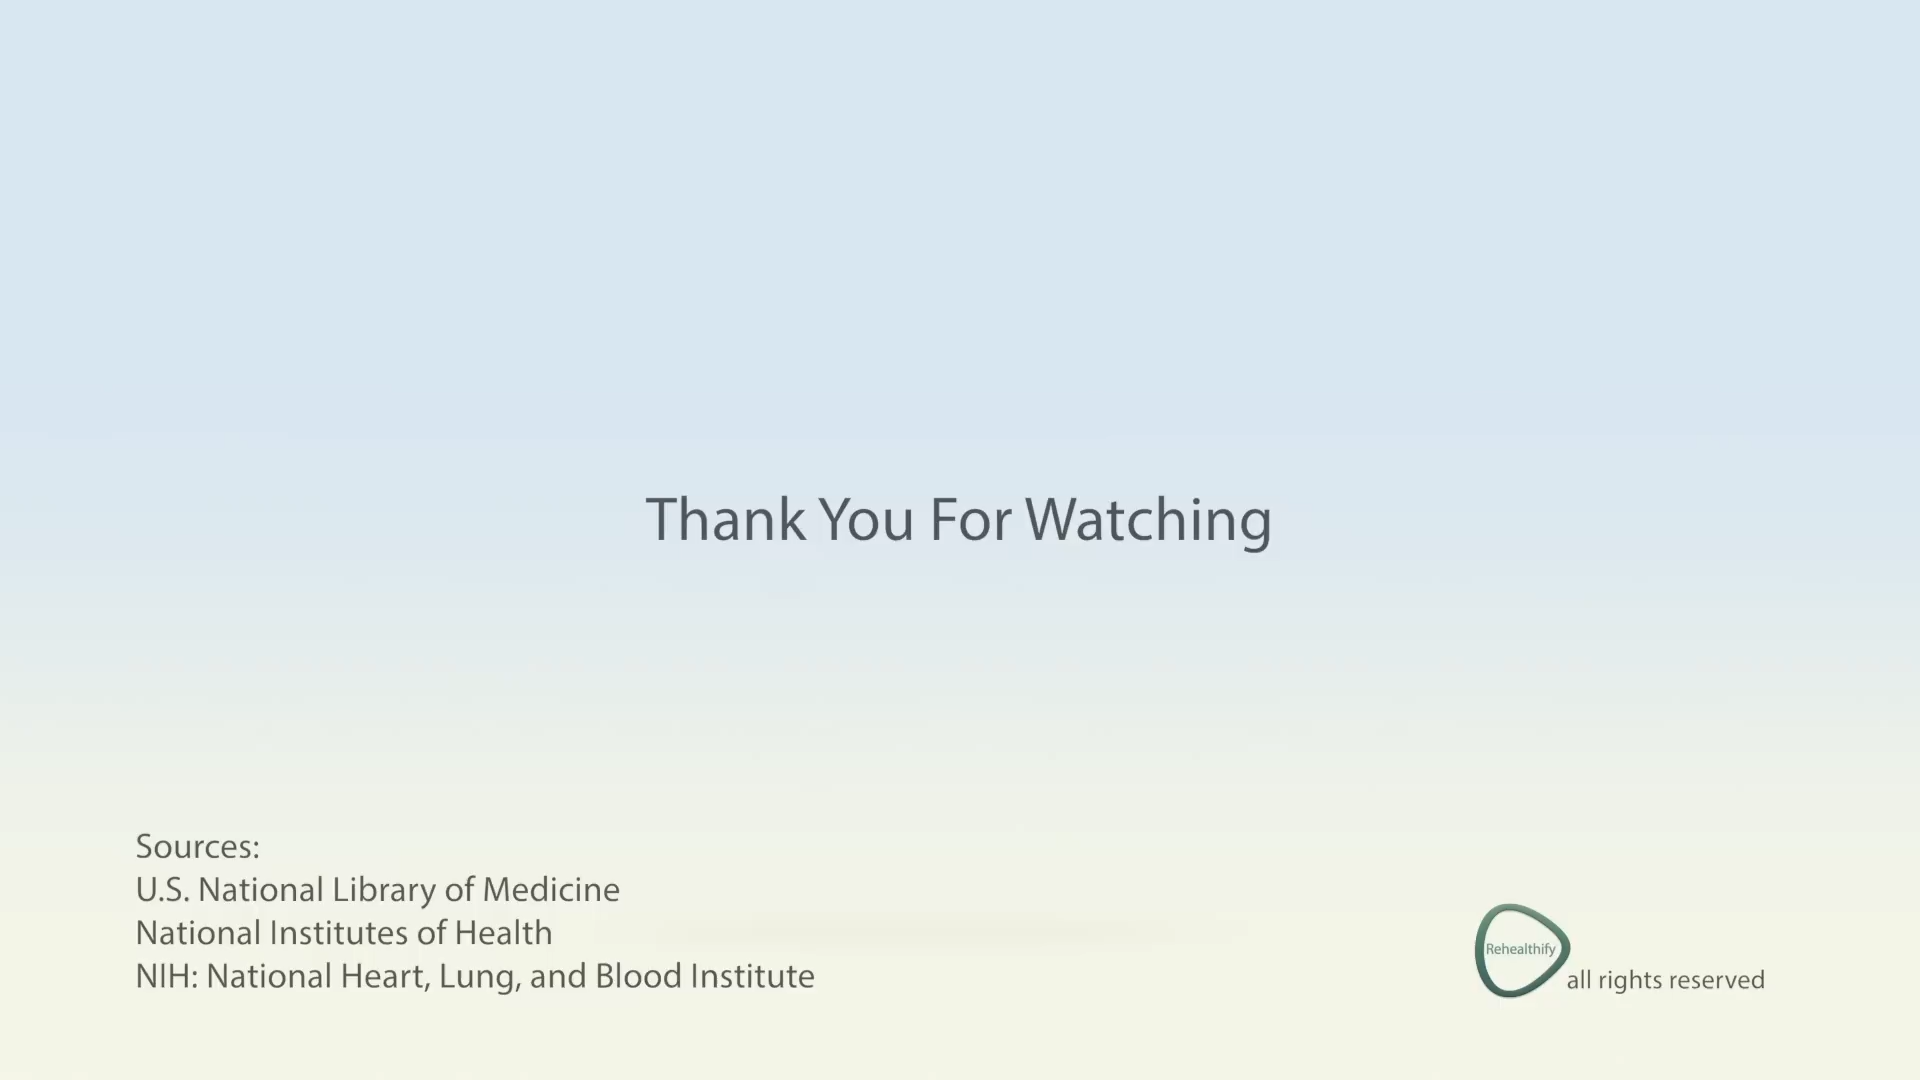 Thank You For Watching
Sources:
U.S. National Library of Medicine
National Institutes of Health
NIH: National Heart, Lung, and Blood Institute
Rehealthify
all rights reserved